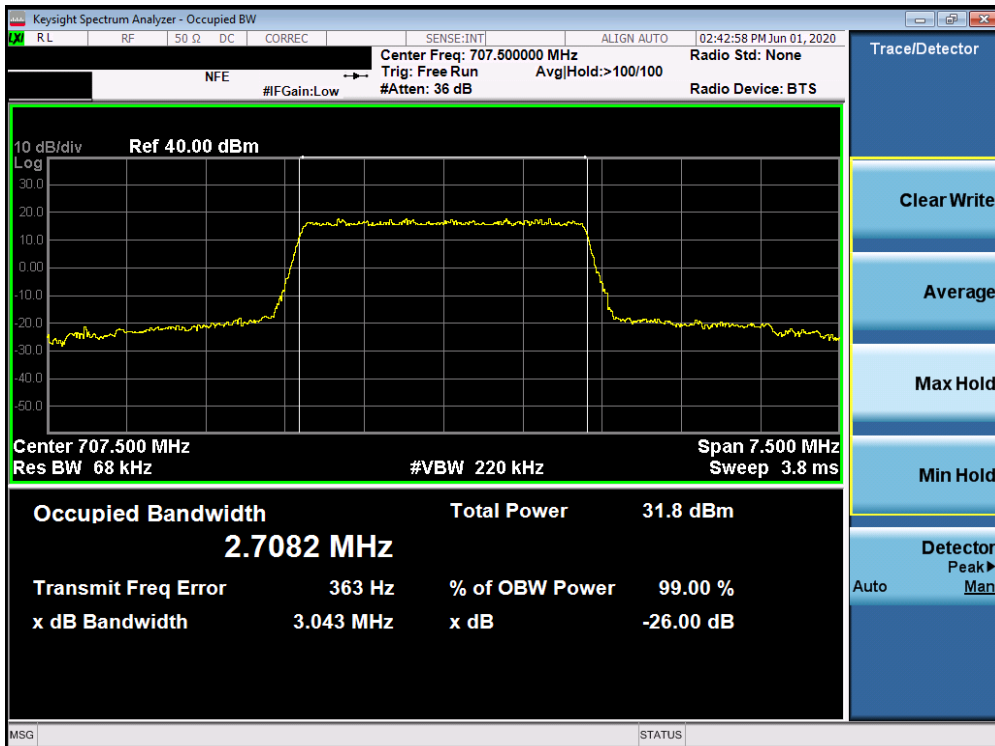 Keysight Spectrum Analyzer - Occupied BW
LXI RL RF 50 Ω DC CORREC SENSE:INT ALIGN AUTO 02:42:58 PM Jun 01, 2020
Center Freq: 707.500000 MHz Radio Std: None
NFE Trig: Free Run Avg|Hold:>100/100
#IFGain:Low #Atten: 36 dB Radio Device: BTS
10 dB/div Ref 40.00 dBm
Log
30.0
20.0
10.0
0.00
-10.0
-20.0
-30.0
-40.0
-50.0
Center 707.500 MHz Span 7.500 MHz
Res BW 68 kHz #VBW 220 kHz Sweep 3.8 ms
Occupied Bandwidth Total Power 31.8 dBm
2.7082 MHz
Transmit Freq Error 363 Hz % of OBW Power 99.00 %
x dB Bandwidth 3.043 MHz x dB -26.00 dB
MSG STATUS
Trace/Detector
Clear Write
Average
Max Hold
Min Hold
Detector
Peak▶
Auto Man